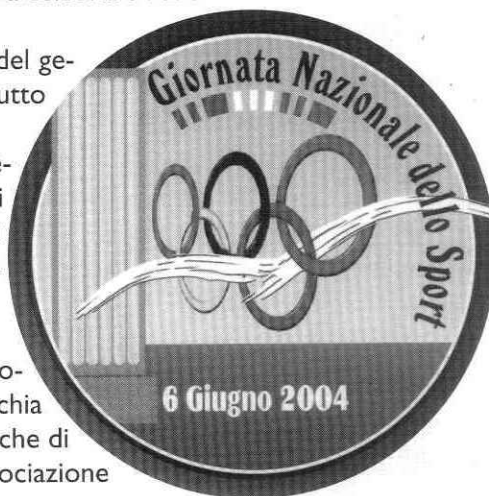 del ge-
utto
Giornata Nazionale dello Sport
6 Giugno 2004
chia
che di
ociazione